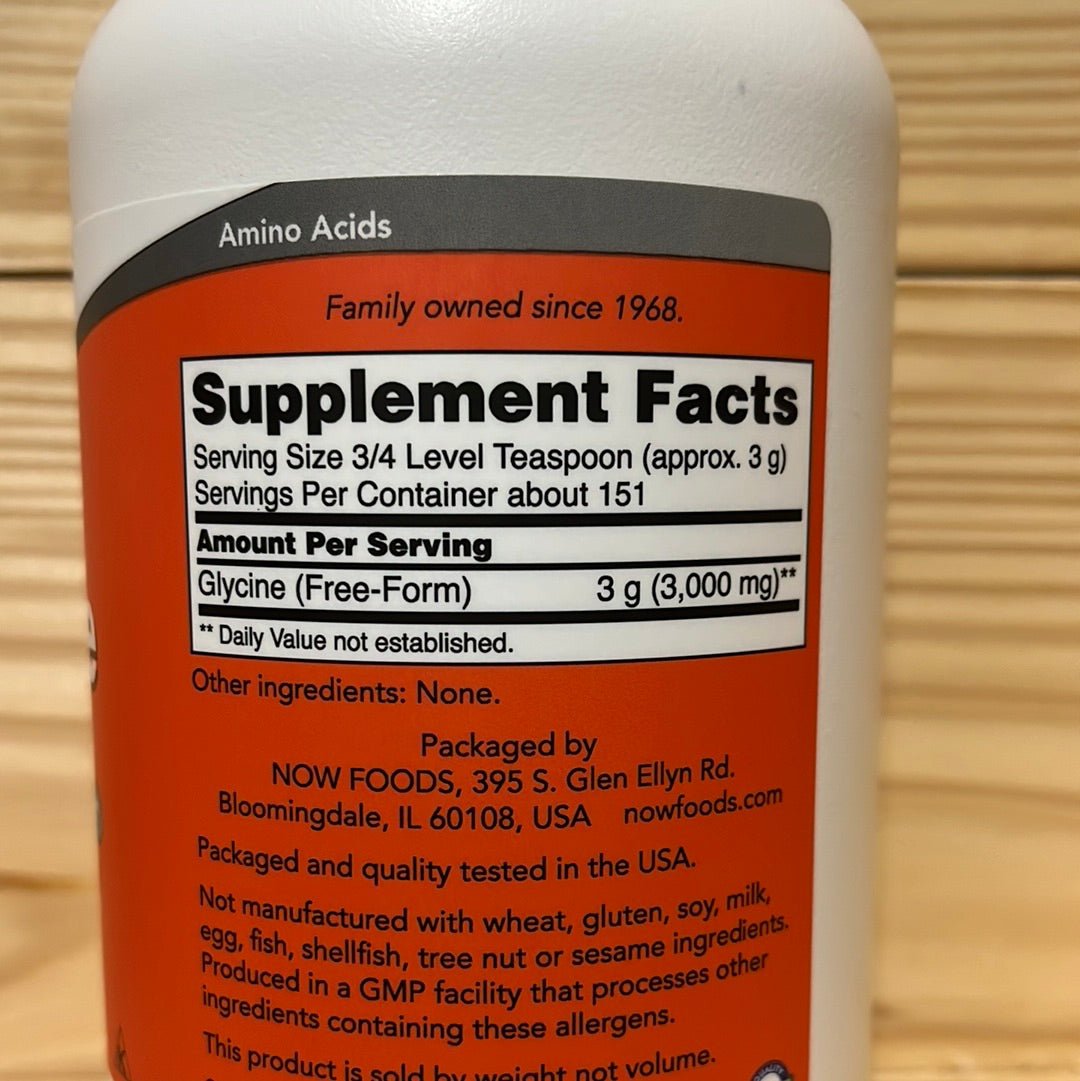 Amino Acids
Family owned since 1968.
Supplement Facts
Serving Size 3/4 Level Teaspoon (approx. 3 g)
Servings Per Container about 151
Amount Per Serving
Glycine (Free-Form) 3 g (3,000 mg)**
** Daily Value not established.
Other ingredients: None.
Packaged by
NOW FOODS, 395 S. Glen Ellyn Rd.
Bloomingdale, IL 60108, USA nowfoods.com
Packaged and quality tested in the USA.
Not manufactured with wheat, gluten, soy, milk,
egg, fish, shellfish, tree nut or sesame ingredients.
Produced in a GMP facility that processes other
ingredients containing these allergens.
This product is sold by weight not volume.